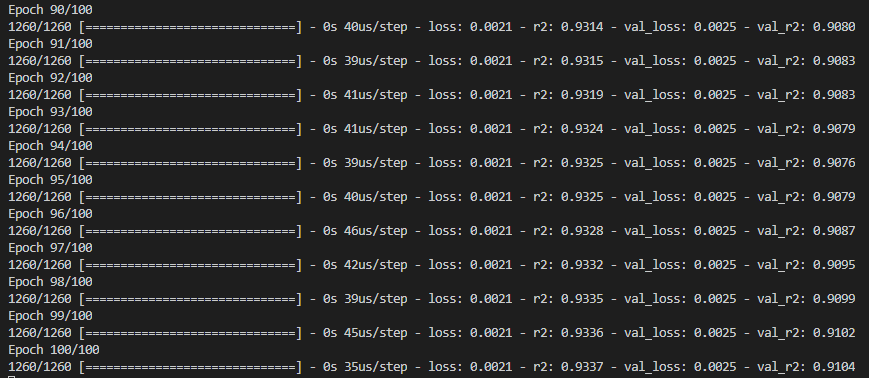 Epoch 90/100
1260/1260 [==============================] - 0s 40us/step - loss: 0.0021 - r2: 0.9314 - val_loss: 0.0025 - val_r2: 0.9080
Epoch 91/100
1260/1260 [==============================] - 0s 39us/step - loss: 0.0021 - r2: 0.9315 - val_loss: 0.0025 - val_r2: 0.9083
Epoch 92/100
1260/1260 [==============================] - 0s 41us/step - loss: 0.0021 - r2: 0.9319 - val_loss: 0.0025 - val_r2: 0.9083
Epoch 93/100
1260/1260 [==============================] - 0s 41us/step - loss: 0.0021 - r2: 0.9324 - val_loss: 0.0025 - val_r2: 0.9079
Epoch 94/100
1260/1260 [==============================] - 0s 39us/step - loss: 0.0021 - r2: 0.9325 - val_loss: 0.0025 - val_r2: 0.9076
Epoch 95/100
1260/1260 [==============================] - 0s 40us/step - loss: 0.0021 - r2: 0.9325 - val_loss: 0.0025 - val_r2: 0.9079
Epoch 96/100
1260/1260 [==============================] - 0s 46us/step - loss: 0.0021 - r2: 0.9328 - val_loss: 0.0025 - val_r2: 0.9087
Epoch 97/100
1260/1260 [==============================] - 0s 42us/step - loss: 0.0021 - r2: 0.9332 - val_loss: 0.0025 - val_r2: 0.9095
Epoch 98/100
1260/1260 [==============================] - 0s 39us/step - loss: 0.0021 - r2: 0.9335 - val_loss: 0.0025 - val_r2: 0.9099
Epoch 99/100
1260/1260 [==============================] - 0s 45us/step - loss: 0.0021 - r2: 0.9336 - val_loss: 0.0025 - val_r2: 0.9102
Epoch 100/100
1260/1260 [==============================] - 0s 35us/step - loss: 0.0021 - r2: 0.9337 - val_loss: 0.0025 - val_r2: 0.9104